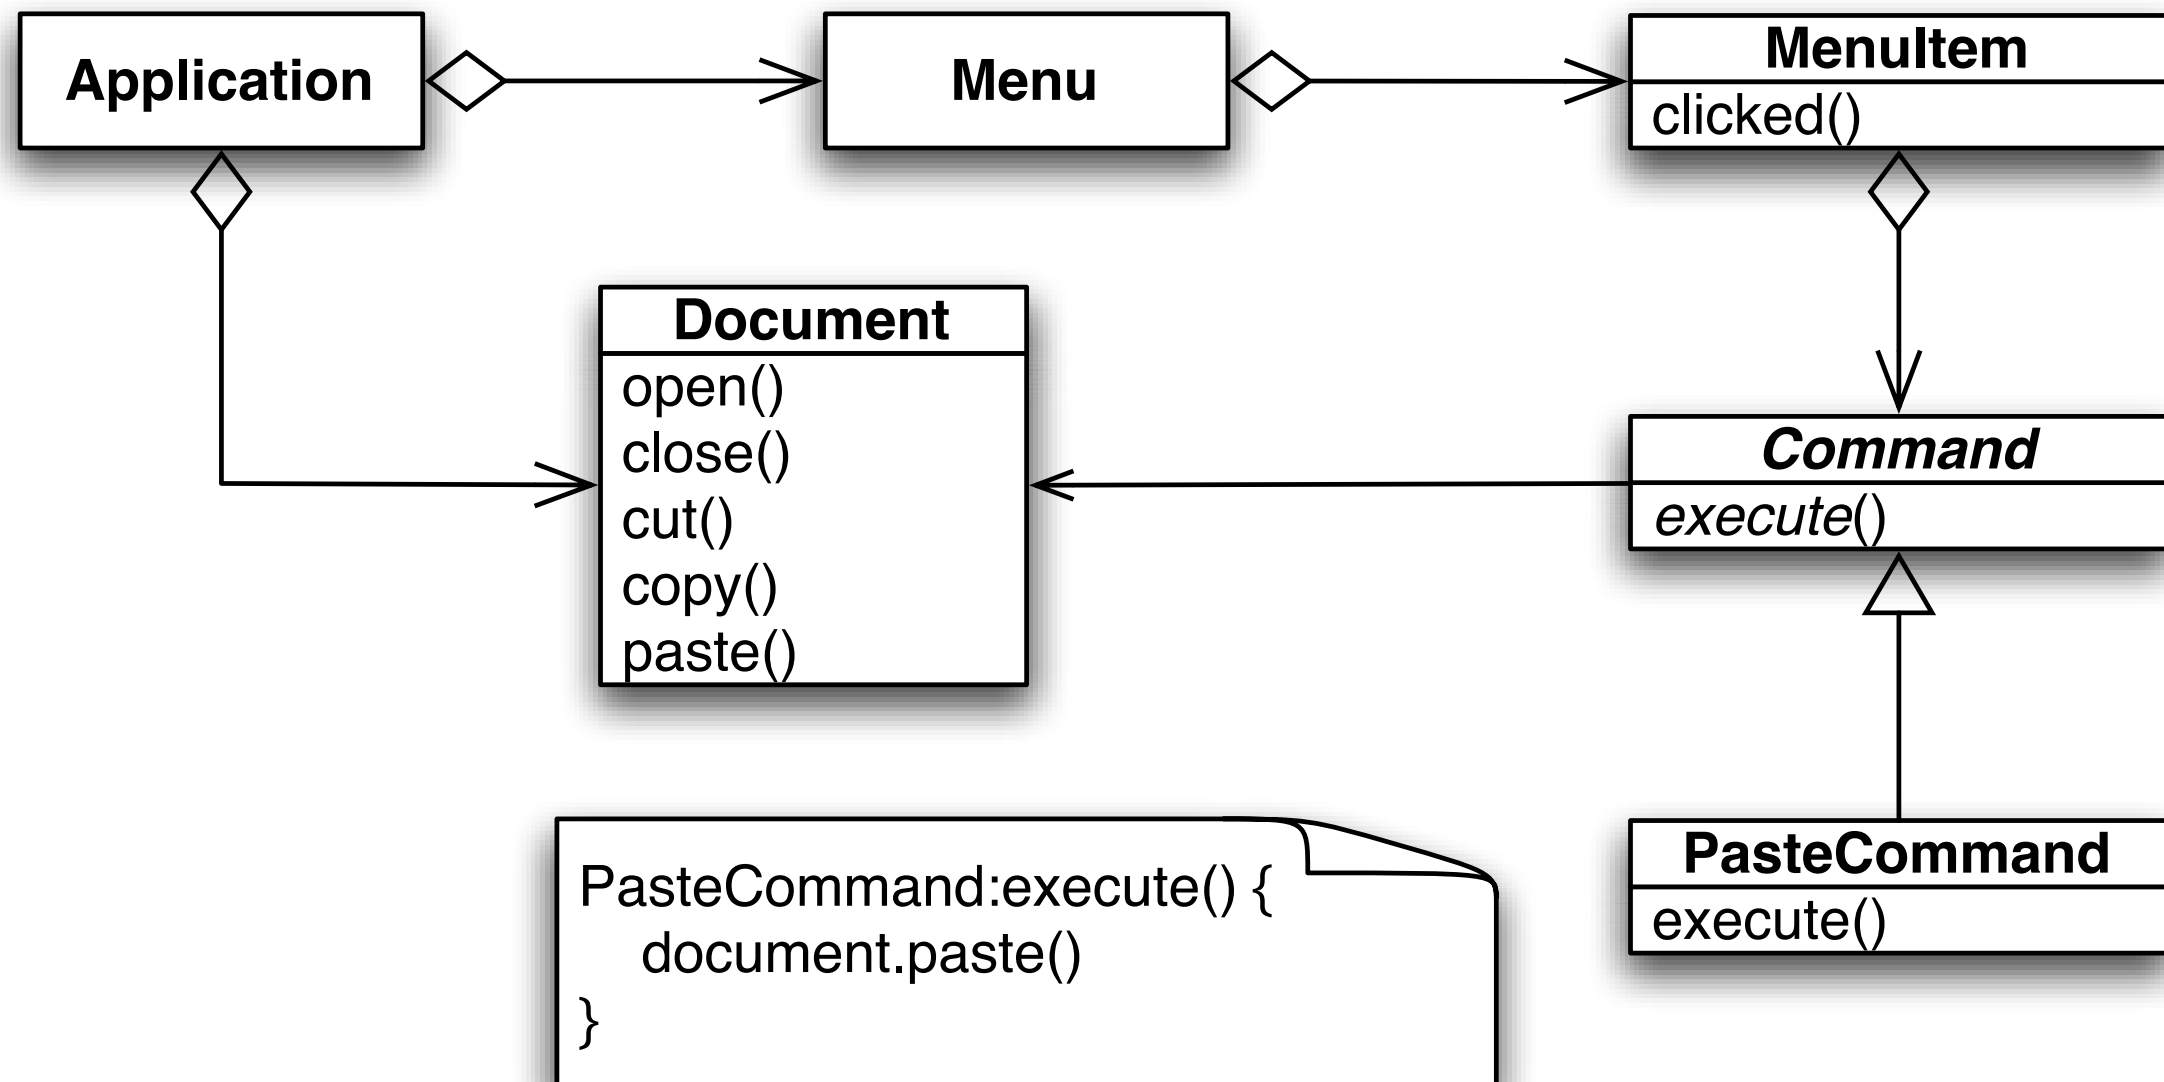 Application
Menu
MenuItem
clicked()
Document
open()
close()
cut()
copy()
paste()
Command
execute()
PasteCommand
execute()
PasteCommand:execute() {
document.paste()
}